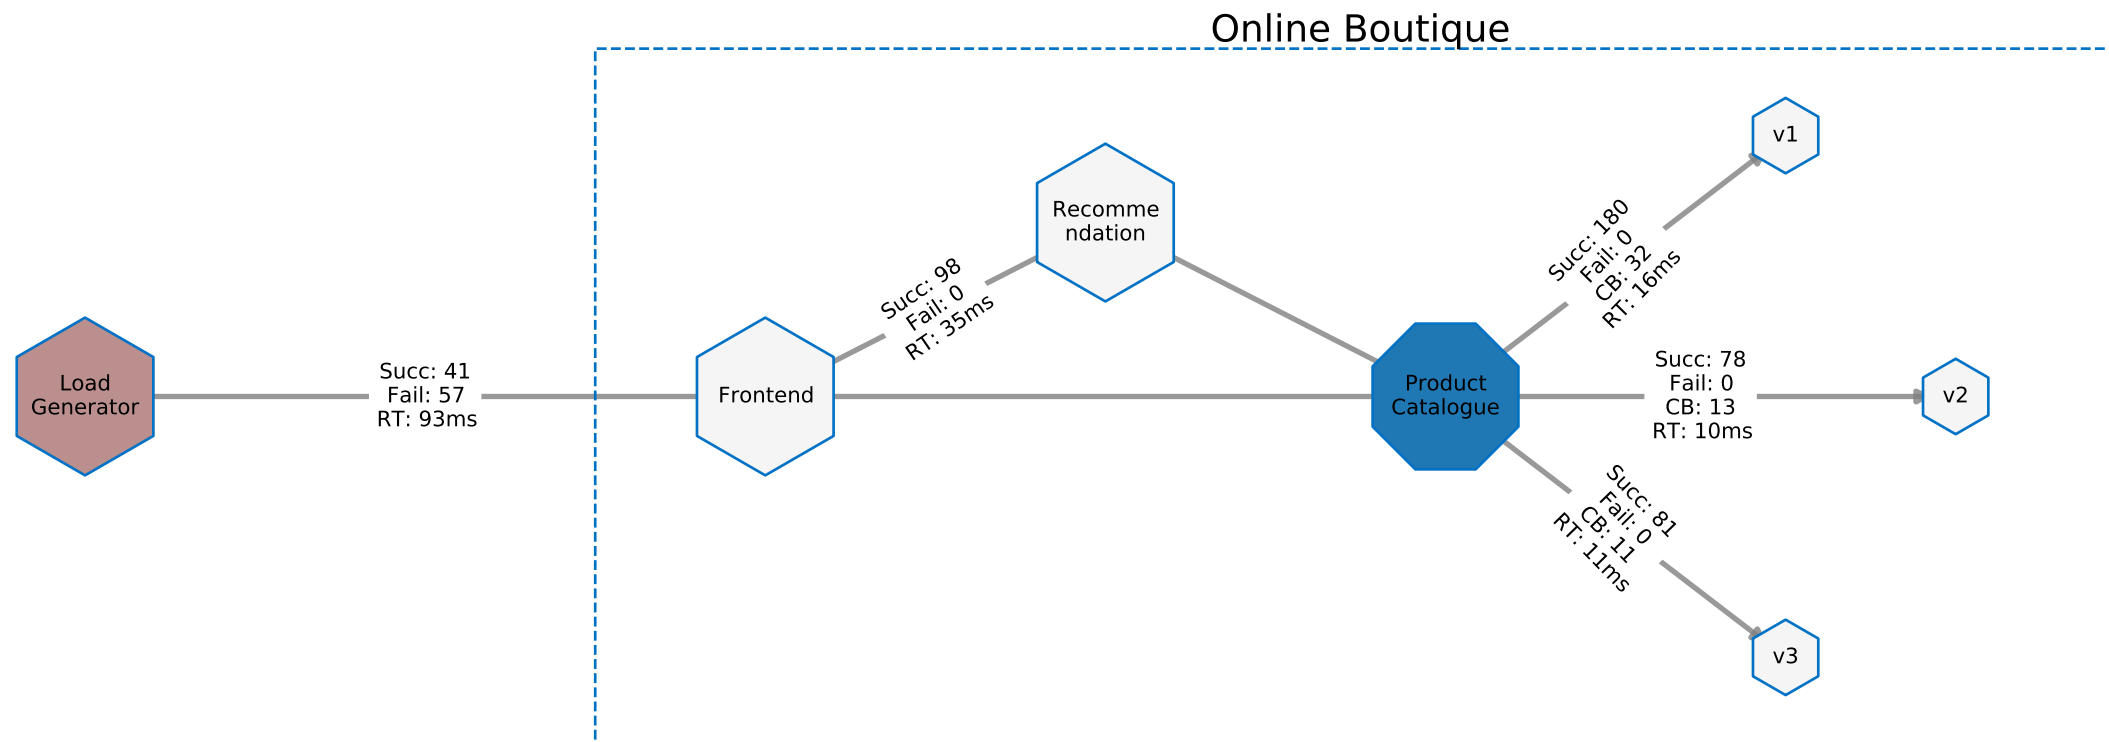 Online Boutique
Load
Generator
Succ: 41
Fail: 57
RT: 93ms
Frontend
Succ: 98
Fail: 0
RT: 35ms
Recomme
ndation
Product
Catalogue
Succ: 180
Fail: 0
CB: 32
RT: 16ms
v1
Succ: 78
Fail: 0
CB: 13
RT: 10ms
v2
Succ: 81
Fail: 0
CB: 11
RT: 11ms
v3